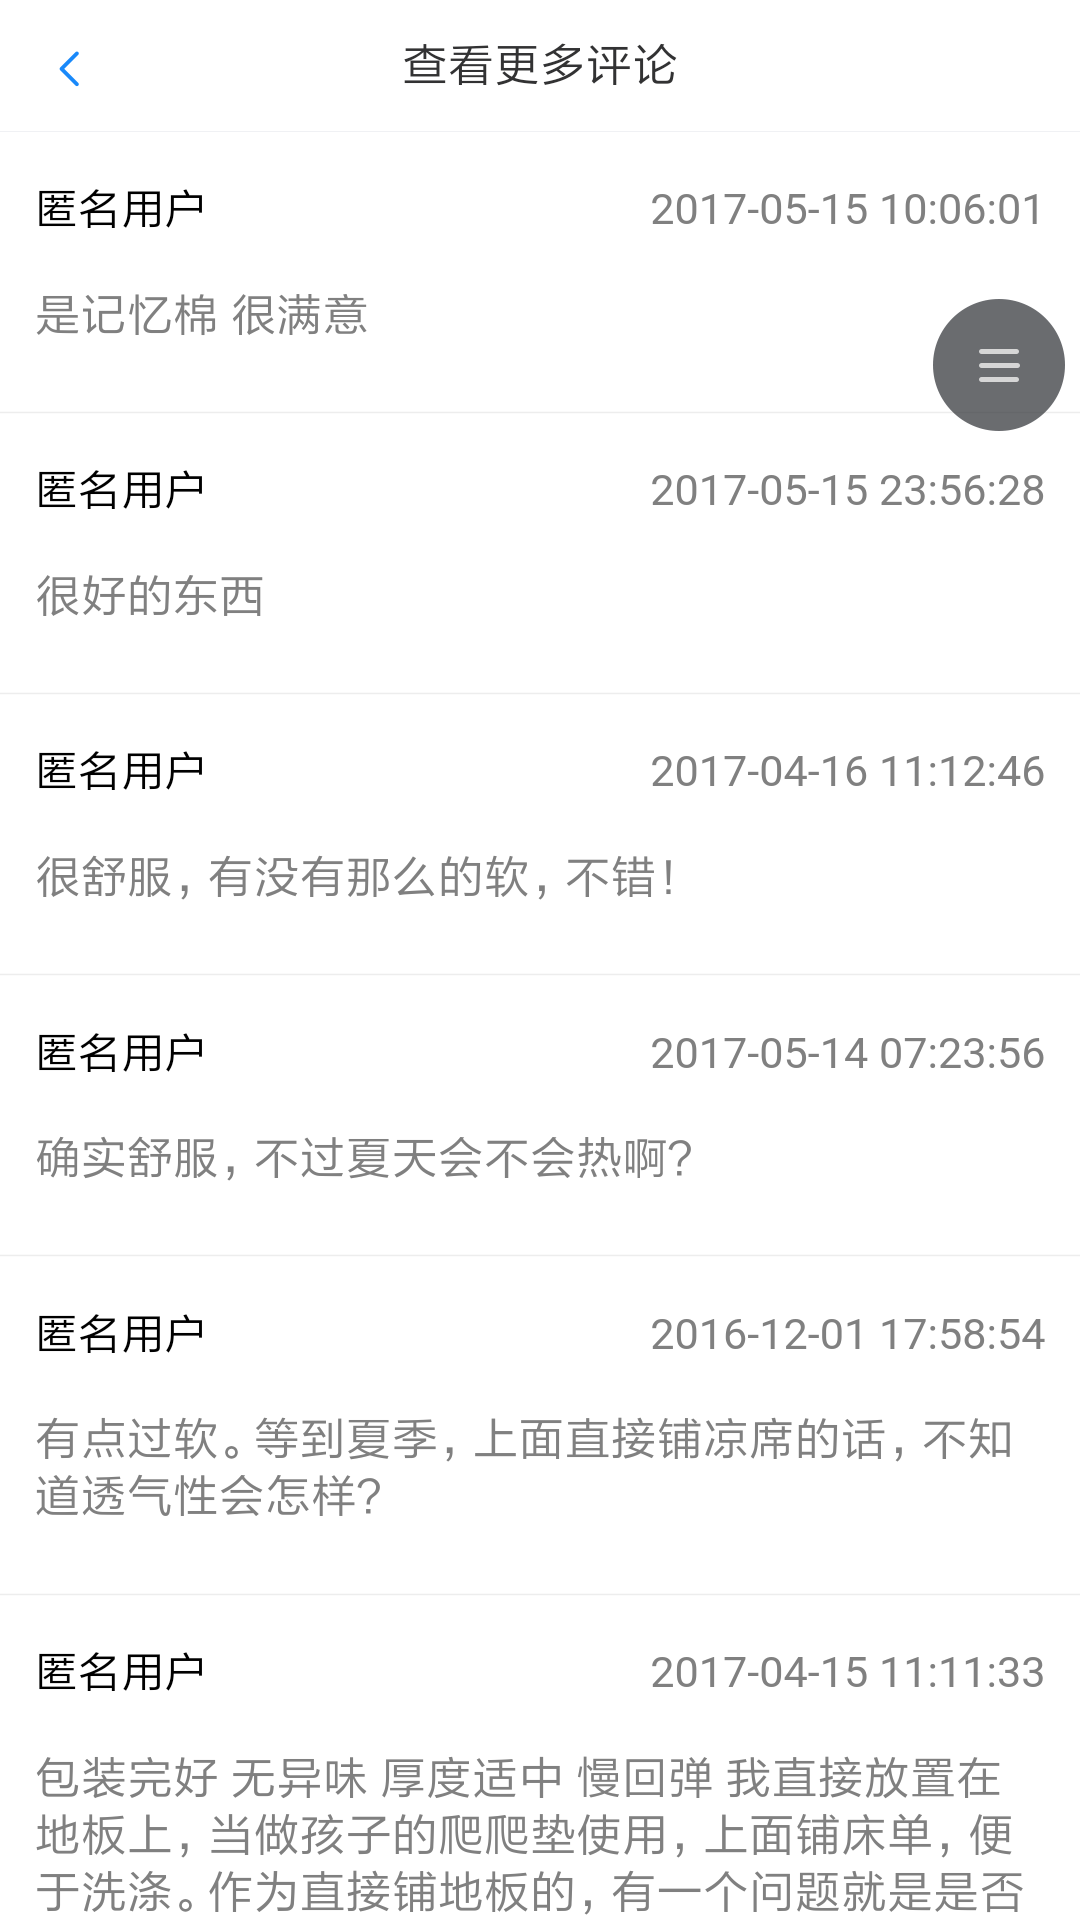 查看更多评论
匿名用户 2017-05-15 10:06:01
是记忆棉 很满意
匿名用户 2017-05-15 23:56:28
很好的东西
匿名用户 2017-04-16 11:12:46
很舒服，有没有那么的软，不错！
匿名用户 2017-05-14 07:23:56
确实舒服，不过夏天会不会热啊？
匿名用户 2016-12-01 17:58:54
有点过软。等到夏季，上面直接铺凉席的话，不知
道透气性会怎样？
匿名用户 2017-04-15 11:11:33
包装完好 无异味 厚度适中 慢回弹 我直接放置在
地板上，当做孩子的爬爬垫使用，上面铺床单，便
于洗涤。作为直接铺地板的，有一个问题就是是否